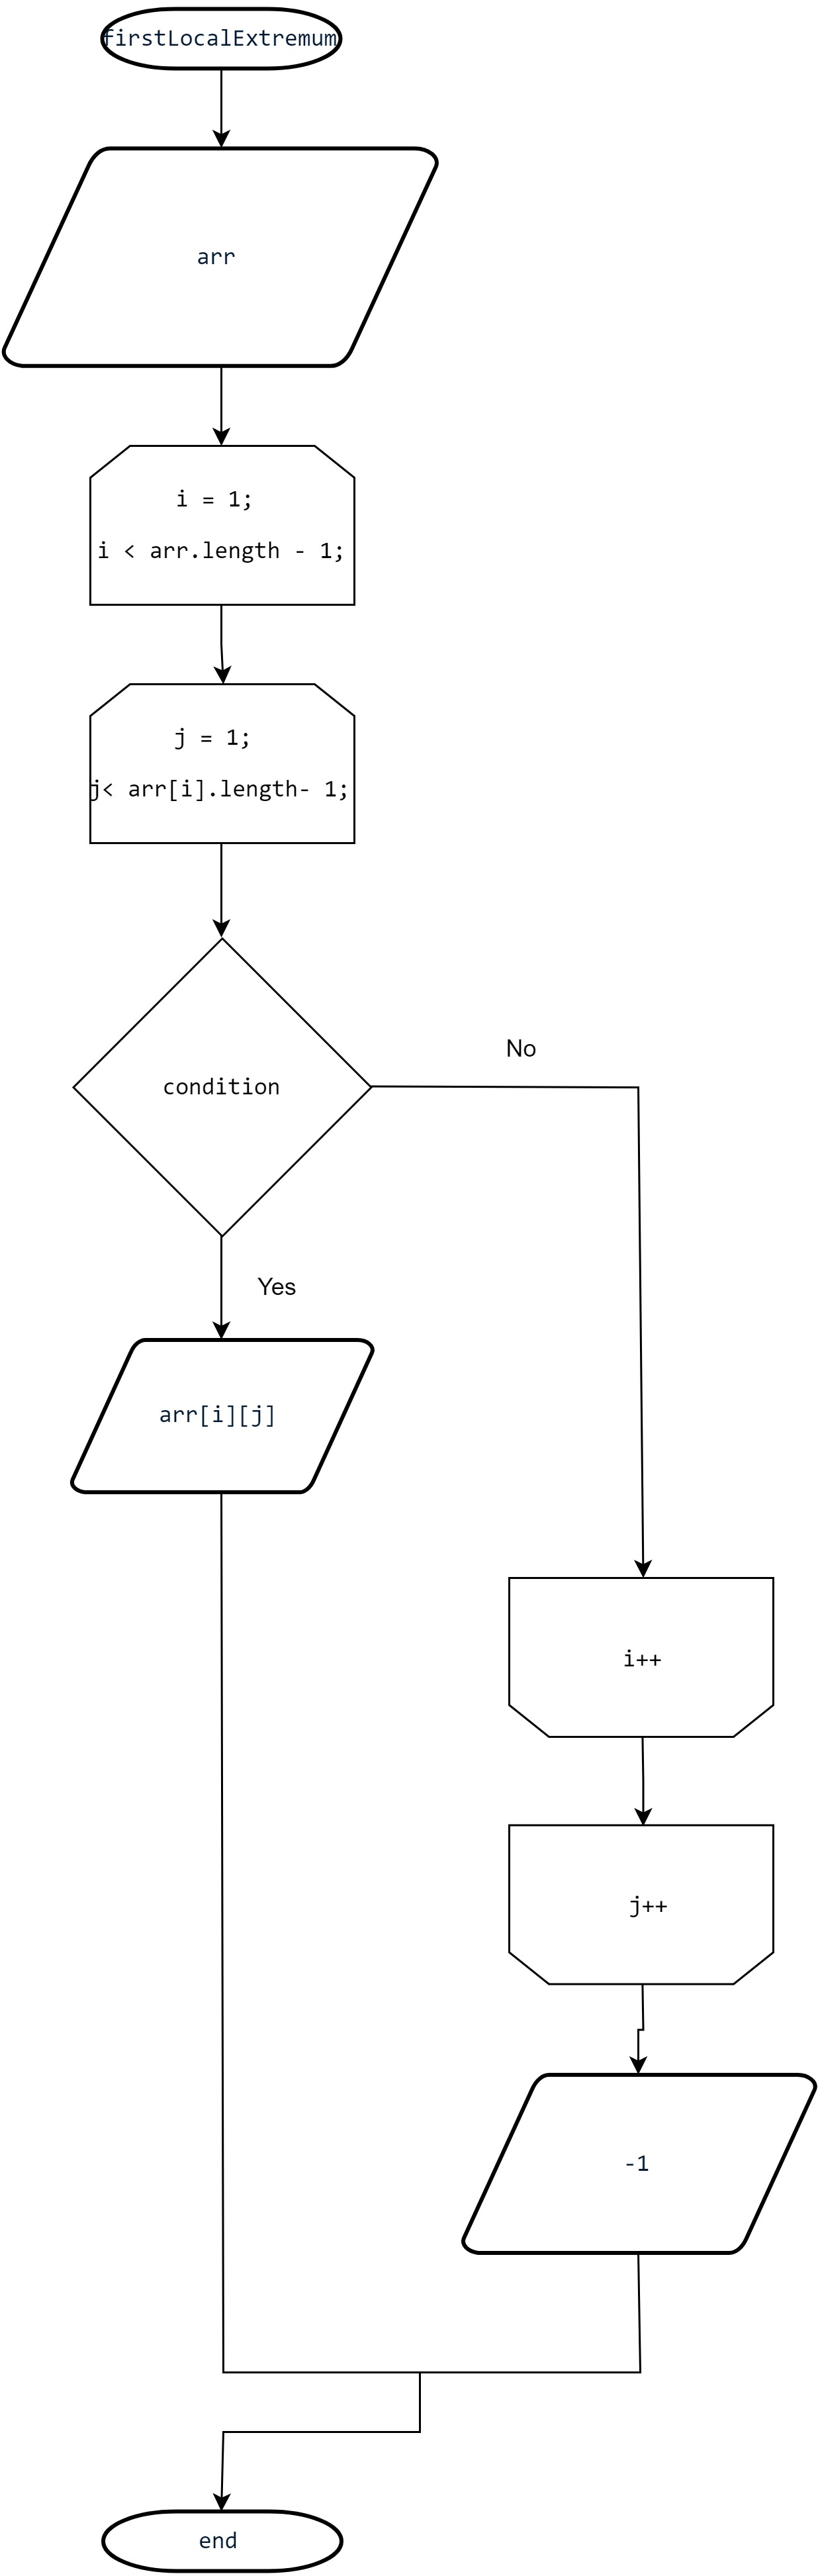 firstLocalExtremum
arr
i = 1;
i < arr.length - 1;
j = 1;
j< arr[i].length- 1;
condition
No
Yes
arr[i][j]
i++
j++
-1
end